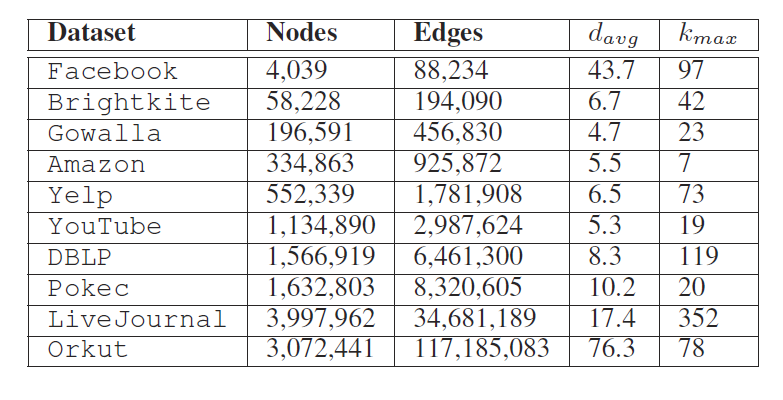 Dataset Nodes Edges davg kmax
Facebook 4,039 88,234 43.7 97
Brightkite 58,228 194,090 6.7 42
Gowalla 196,591 456,830 4.7 23
Amazon 334,863 925,872 5.5 7
Yelp 552,339 1,781,908 6.5 73
YouTube 1,134,890 2,987,624 5.3 19
DBLP 1,566,919 6,461,300 8.3 119
Pokec 1,632,803 8,320,605 10.2 20
LiveJournal 3,997,962 34,681,189 17.4 352
Orkut 3,072,441 117,185,083 76.3 78